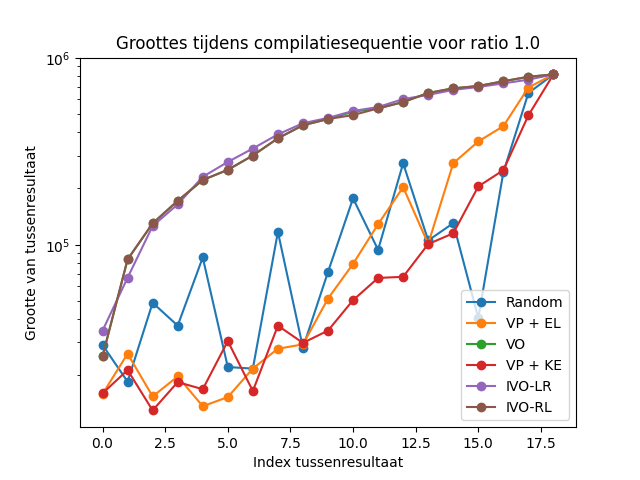 Groottes tijdens compilatiesequentie voor ratio 1.0
10^6
10^5
Grootte van tussenresultaat
Random
VP + EL
VO
VP + KE
IVO-LR
IVO-RL
0.0 2.5 5.0 7.5 10.0 12.5 15.0 17.5
Index tussenresultaat